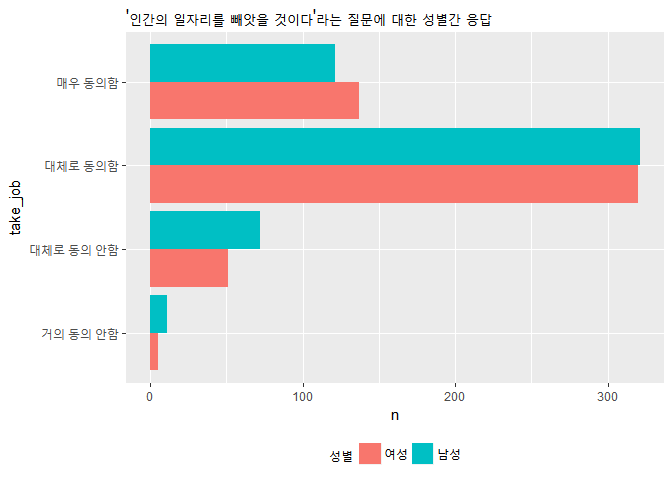 '인간의 일자리를 빼앗을 것이다'라는 질문에 대한 성별간 응답
매우 동의함
대체로 동의함
대체로 동의 안함
거의 동의 안함
take_job
0 100 200 300
n
성별 여성 남성